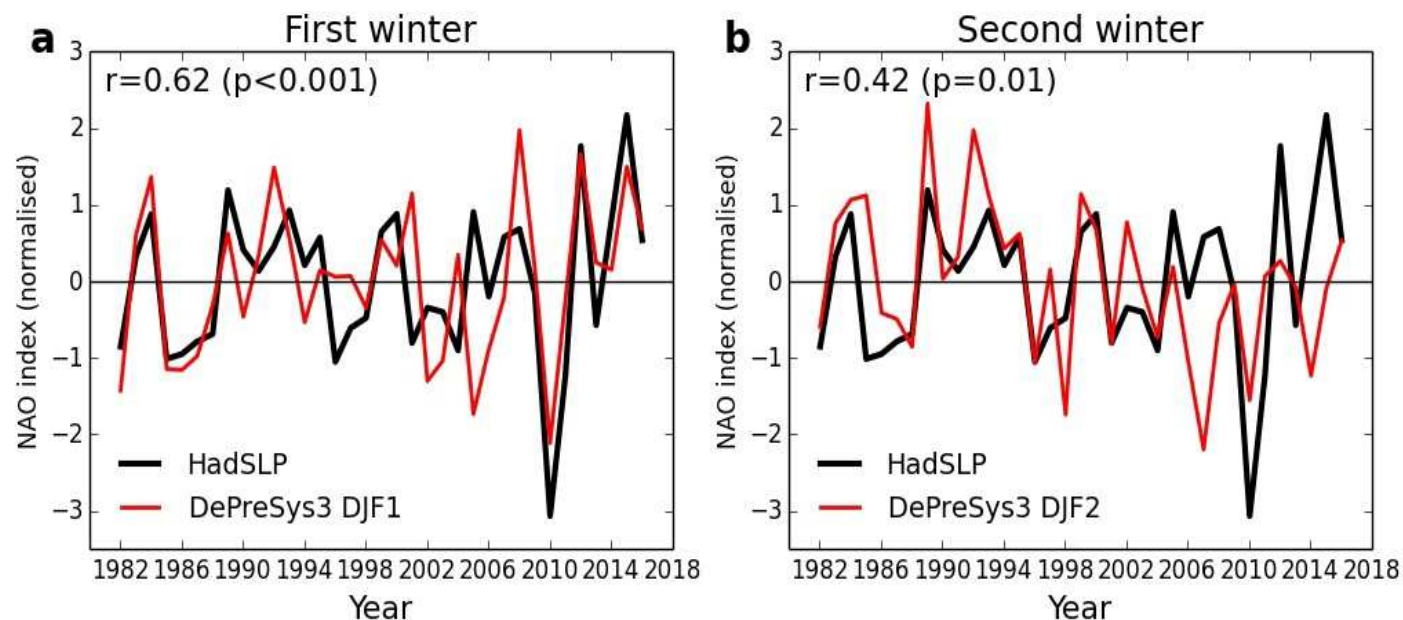 a
First winter
r=0.62 (p<0.001)
3
2
1
0
−1
−2
−3
NAO index (normalised)
HadSLP
DePreSys3 DJF1
1982 1986 1990 1994 1998 2002 2006 2010 2014 2018
Year
b
Second winter
r=0.42 (p=0.01)
3
2
1
0
−1
−2
−3
NAO index (normalised)
HadSLP
DePreSys3 DJF2
1982 1986 1990 1994 1998 2002 2006 2010 2014 2018
Year